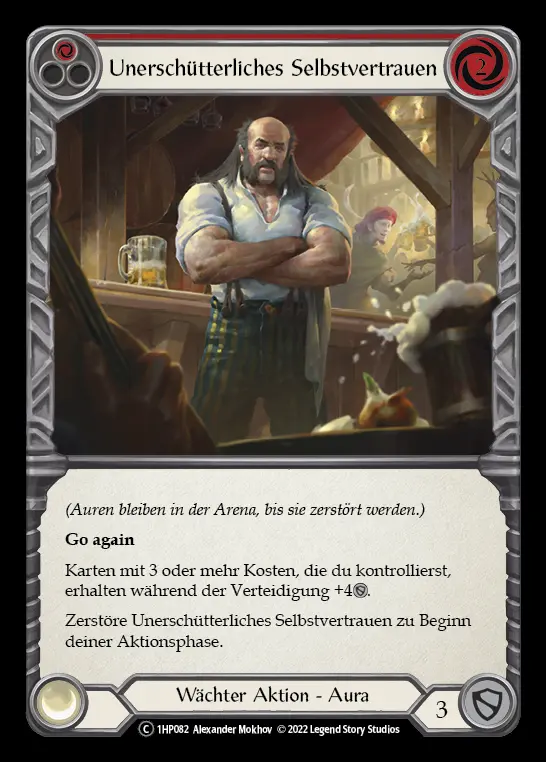 Unerschütterliches Selbstvertrauen
2
(Auren bleiben in der Arena, bis sie zerstört werden.)
Go again
Karten mit 3 oder mehr Kosten, die du kontrollierst,
erhalten während der Verteidigung +4.
Zerstöre Unerschütterliches Selbstvertrauen zu Beginn
deiner Aktionsphase.
Wächter Aktion - Aura
3
C 1HP082 Alexander Mokhov © 2022 Legend Story Studios